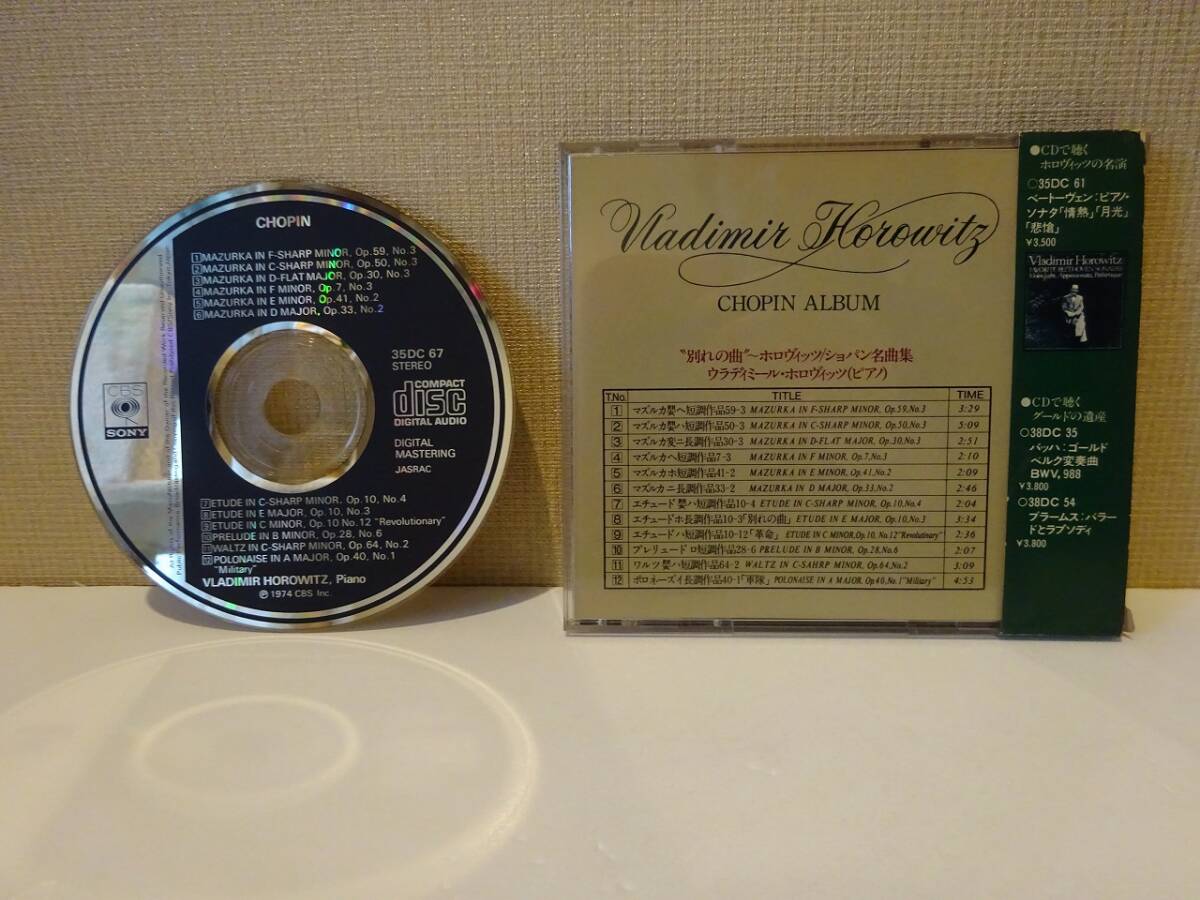 CHOPIN
1 MAZURKA IN F-SHARP MINOR, Op.59, No.3
2 MAZURKA IN C-SHARP MINOR, Op.50, No.3
3 MAZURKA IN D-FLAT MAJOR, Op.30, No.3
4 MAZURKA IN F MINOR, Op.7, No.3
5 MAZURKA IN E MINOR, Op.41, No.2
6 MAZURKA IN D MAJOR, Op.33, No.2
35DC 67
STEREO
CBS
SONY
COMPACT
disc
DIGITAL AUDIO
DIGITAL
MASTERING
JASRAC
7 ETUDE IN C-SHARP MINOR, Op.10, No.4
8 ETUDE IN E MAJOR, Op.10, No.3
9 ETUDE IN C MINOR, Op.10 No.12 "Revolutionary"
10 PRELUDE IN B MINOR, Op.28, No.6
11 WALTZ IN C-SHARP MINOR, Op.64, No.2
12 POLONAISE IN A MAJOR, Op.40, No.1
"Military"
VLADIMIR HOROWITZ, Piano
℗ 1974 CBS Inc.
Vladimir Horowitz
CHOPIN ALBUM
"別れの曲"〜ホロヴィッツ/ショパン名曲集
ウラディミール・ホロヴィッツ(ピアノ)
T.No. TITLE TIME
1 マズルカ嬰ヘ短調作品59-3 MAZURKA IN F-SHARP MINOR, Op.59, No.3 3:29
2 マズルカ嬰ハ短調作品50-3 MAZURKA IN C-SHARP MINOR, Op.50, No.3 5:09
3 マズルカ変ニ長調作品30-3 MAZURKA IN D-FLAT MAJOR, Op.30, No.3 2:51
4 マズルカヘ短調作品7-3 MAZURKA IN F MINOR, Op.7, No.3 2:10
5 マズルカホ短調作品41-2 MAZURKA IN E MINOR, Op.41, No.2 2:09
6 マズルカニ長調作品33-2 MAZURKA IN D MAJOR, Op.33, No.2 2:46
7 エチュード嬰ハ短調作品10-4 ETUDE IN C-SHARP MINOR, Op.10, No.4 2:04
8 エチュードホ長調作品10-3「別れの曲」 ETUDE IN E MAJOR, Op.10, No.3 3:34
9 エチュードハ短調作品10-12「革命」 ETUDE IN C MINOR, Op.10, No.12 "Revolutionary" 2:36
10 プレリュードロ短調作品28-6 PRELUDE IN B MINOR, Op.28, No.6 2:07
11 ワルツ嬰ハ短調作品64-2 WALTZ IN C-SAHRP MINOR, Op.64, No.2 3:09
12 ポロネーズイ長調作品40-1「軍隊」 POLONAISE IN A MAJOR, Op.40, No.1 "Military" 4:53
●CDで聴く
ホロヴィッツの名演
○35DC 61
ベートーヴェン:ピアノ・
ソナタ「情熱」「月光」
「悲愴」
¥3,500
Vladimir Horowitz
FAVORITE BEETHOVEN SONATAS
●CDで聴く
グールドの遺産
○38DC 35
バッハ:ゴールド
ベルク変奏曲
BWV, 988
¥3.800
○38DC 54
ブラームス:バラー
ドとラプソディ
¥3.800